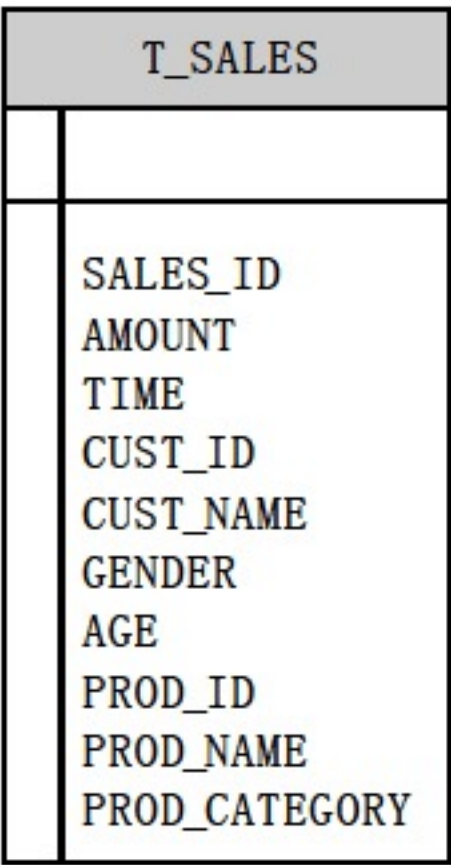 T_SALES
SALES_ID
AMOUNT
TIME
CUST_ID
CUST_NAME
GENDER
AGE
PROD_ID
PROD_NAME
PROD_CATEGORY